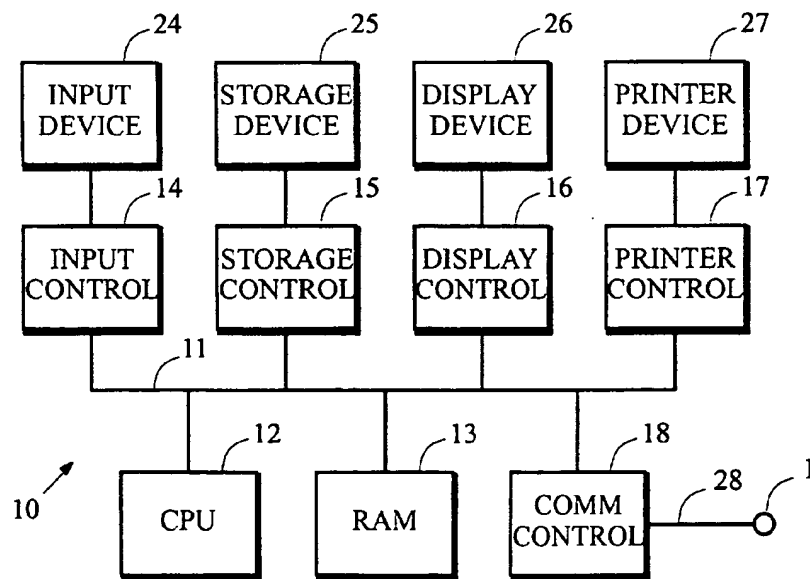 24
25
26
27
INPUT
DEVICE
STORAGE
DEVICE
DISPLAY
DEVICE
PRINTER
DEVICE
14
15
16
17
INPUT
CONTROL
STORAGE
CONTROL
DISPLAY
CONTROL
PRINTER
CONTROL
11
12
13
18
1
10
CPU
RAM
COMM
CONTROL
28